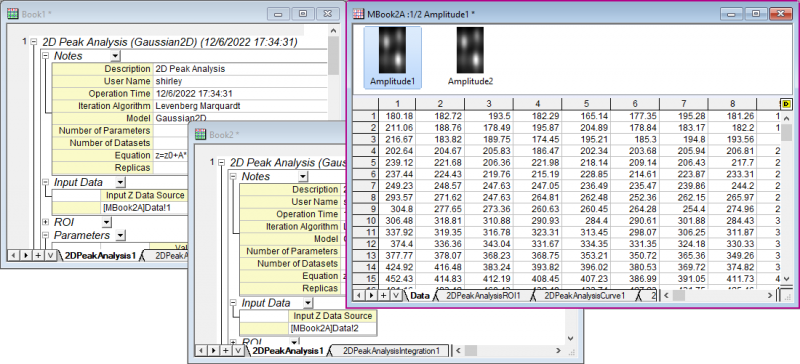 Book1 *
1 2D Peak Analysis (Gaussian2D) (12/6/2022 17:34:31)
Notes
Description 2D Peak Analysis
User Name shirley
Operation Time 12/6/2022 17:34:31
Iteration Algorithm Levenberg Marquardt
Model Gaussian2D
Number of Parameters
Number of Datasets
Equation z=z0+A*
Replicas
Input Data
Input Z Data Source
[MBook2A]Data!1
ROI
Parameters
2DPeakAnalysis1 2DPeakA
Book2 *
1 2D Peak Analysis (Gau
Notes
Description 2
User Name s
Operation Time 1
Iteration Algorithm L
Model G
Number of Parameters
Number of Datasets
Equation z
Replicas
Input Data
Input Z Data Source
[MBook2A]Data!2
ROI
2DPeakAnalysis1 2DPeakAnalysisIntegration1
MBook2A :1/2 Amplitude1 *
Amplitude1 Amplitude2
1 2 3 4 5 6 7 8
1 180.18 182.72 193.5 182.29 165.14 177.35 195.28 181.26 1
2 211.06 188.76 178.49 195.87 204.89 178.84 183.17 182.2 1
3 216.67 183.82 189.75 174.45 195.21 185.3 194.8 193.56
4 202.64 204.67 205.83 186.47 202.34 203.68 205.94 206.81 2
5 239.12 221.68 206.36 221.98 218.14 209.14 206.43 217.7 2
6 237.44 224.43 219.76 215.19 228.85 214.61 223.87 233.31 2
7 249.23 248.57 247.63 247.05 236.49 235.47 239.86 244.2 2
8 293.57 271.62 247.63 264.81 262.48 252.36 262.15 265.97 2
9 304.8 277.65 273.36 260.63 260.45 264.28 254.4 274.96 2
10 306.48 318.81 310.88 290.93 284.4 290.61 301.88 284.43 3
11 337.92 319.35 316.78 323.31 313.45 298.07 306.25 311.87 3
12 374.4 336.36 343.04 331.67 334.35 331.35 324.18 330.33 3
13 377.77 378.07 368.23 368.75 353.21 350.72 365.36 349.26 3
14 424.92 416.48 383.24 393.82 396.02 380.53 369.72 374.82 3
15 452.43 414.83 412.19 408.45 407.23 386.99 391.05 411.73 4
Data 2DPeakAnalysisROI1 2DPeakAnalysisCurve1 2